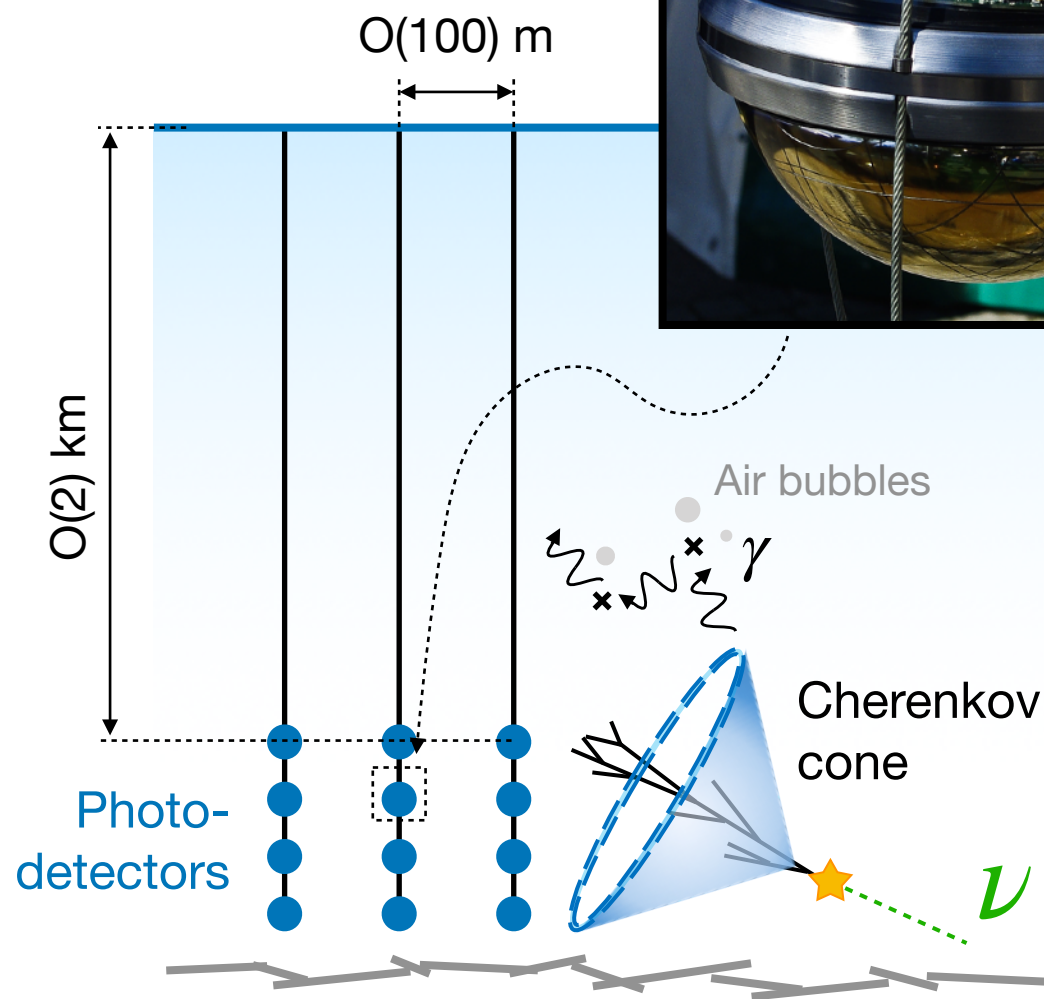 O(100) m
O(2) km
Air bubbles
γ
Cherenkov
cone
Photo-
detectors
ν